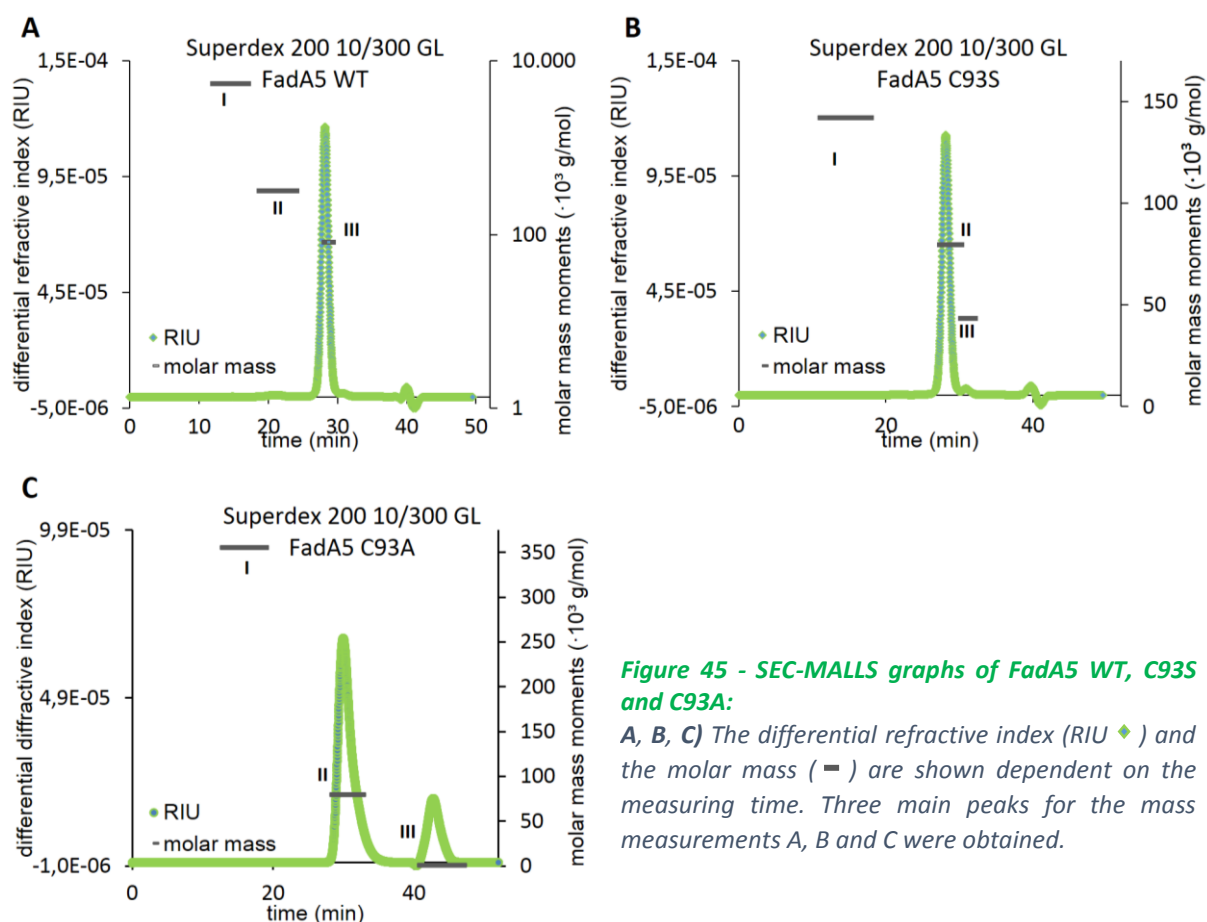 A
Superdex 200 10/300 GL
FadA5 WT
differential refractive index (RIU)
1,5E-04
9,5E-05
4,5E-05
-5,0E-06
I
II
III
RIU
molar mass
0
10
20
30
40
50
time (min)
10.000
100
1
molar mass moments (·10³ g/mol)
B
Superdex 200 10/300 GL
FadA5 C93S
differential refractive index (RIU)
1,5E-04
9,5E-05
4,5E-05
-5,0E-06
I
II
III
RIU
molar mass
0
20
40
time (min)
150
100
50
0
molar mass moments (·10³ g/mol)
C
Superdex 200 10/300 GL
FadA5 C93A
differential diffractive index (RIU)
9,9E-05
4,9E-05
-1,0E-06
I
II
III
RIU
molar mass
0
20
40
time (min)
350
300
250
200
150
100
50
0
molar mass moments (·10³ g/mol)
Figure 45 - SEC-MALLS graphs of FadA5 WT, C93S
and C93A:
A, B, C) The differential refractive index (RIU ) and
the molar mass ( ) are shown dependent on the
measuring time. Three main peaks for the mass
measurements A, B and C were obtained.